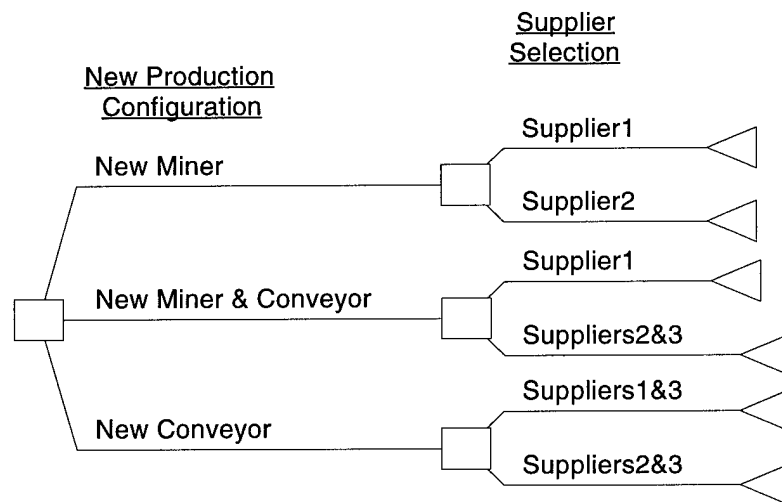 New Production
Configuration
Supplier
Selection
New Miner
Supplier1
Supplier2
New Miner & Conveyor
Supplier1
Suppliers2&3
New Conveyor
Suppliers1&3
Suppliers2&3